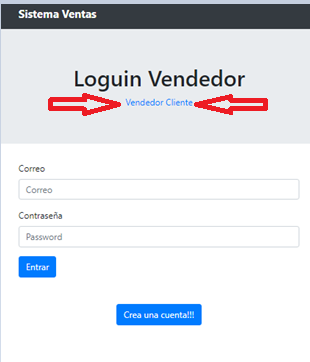 Sistema Ventas
Loguin Vendedor
Vendedor Cliente
Correo
Correo
Contraseña
Password
Entrar
Crea una cuenta!!!